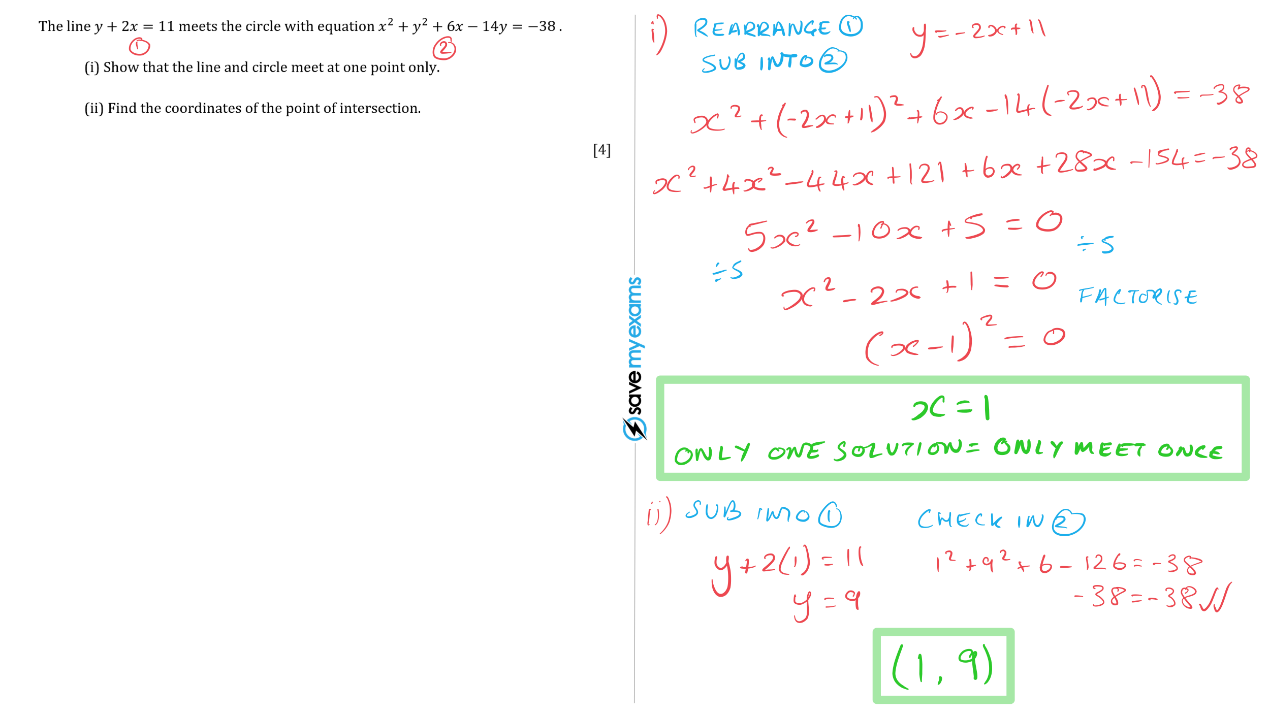 The line y + 2x = 11 meets the circle with equation x² + y² + 6x − 14y = −38 .
① ②
(i) Show that the line and circle meet at one point only.
(ii) Find the coordinates of the point of intersection.
[4]
save my exams
i) REARRANGE ① y = -2x+11
SUB INTO ②
x² + (-2x+11)² + 6x - 14(-2x+11) = -38
x² + 4x² - 44x + 121 + 6x + 28x - 154 = -38
5x² - 10x + 5 = 0
÷5 ÷5
x² - 2x + 1 = 0 FACTORISE
(x-1)² = 0
x = 1
ONLY ONE SOLUTION = ONLY MEET ONCE
ii) SUB INTO ① CHECK IN ②
y + 2(1) = 11 1² + 9² + 6 - 126 = -38
y = 9 -38 = -38 ✓✓
(1, 9)